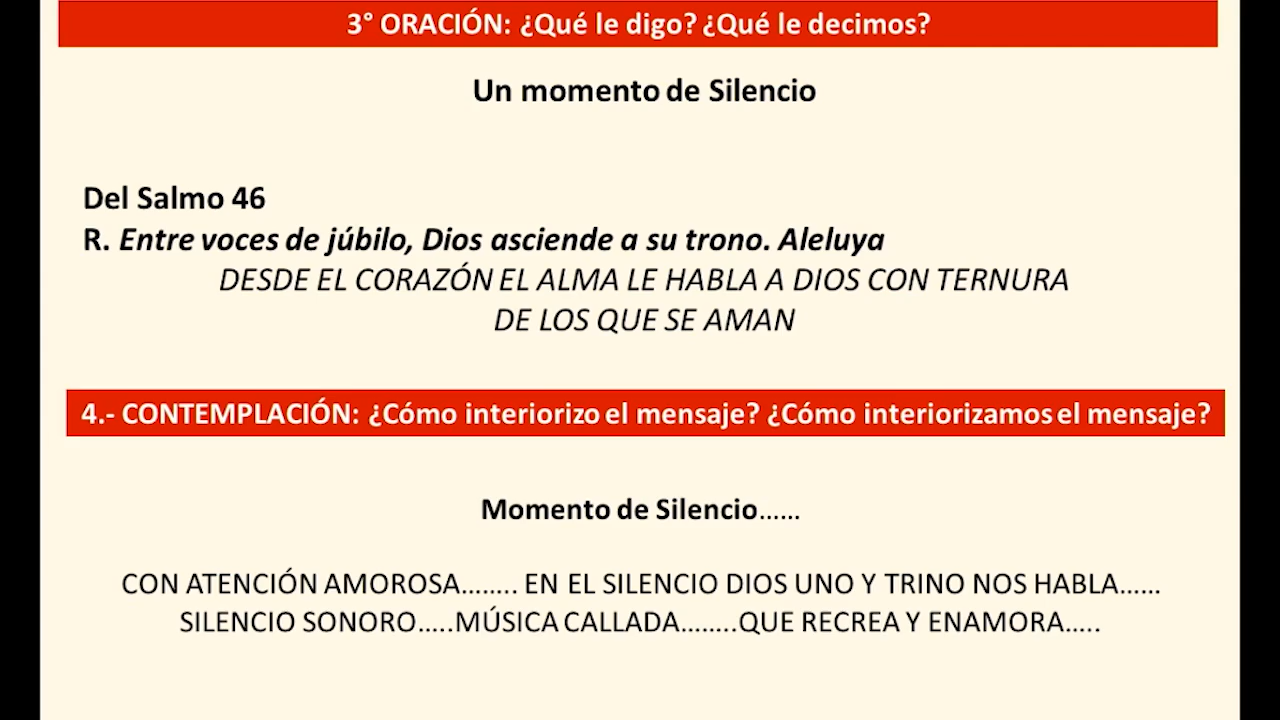 3° ORACIÓN: ¿Qué le digo? ¿Qué le decimos?
Un momento de Silencio
Del Salmo 46
R. Entre voces de júbilo, Dios asciende a su trono. Aleluya
DESDE EL CORAZÓN EL ALMA LE HABLA A DIOS CON TERNURA
DE LOS QUE SE AMAN
4.- CONTEMPLACIÓN: ¿Cómo interiorizo el mensaje? ¿Cómo interiorizamos el mensaje?
Momento de Silencio……
CON ATENCIÓN AMOROSA…….. EN EL SILENCIO DIOS UNO Y TRINO NOS HABLA……
SILENCIO SONORO…..MÚSICA CALLADA……..QUE RECREA Y ENAMORA…..